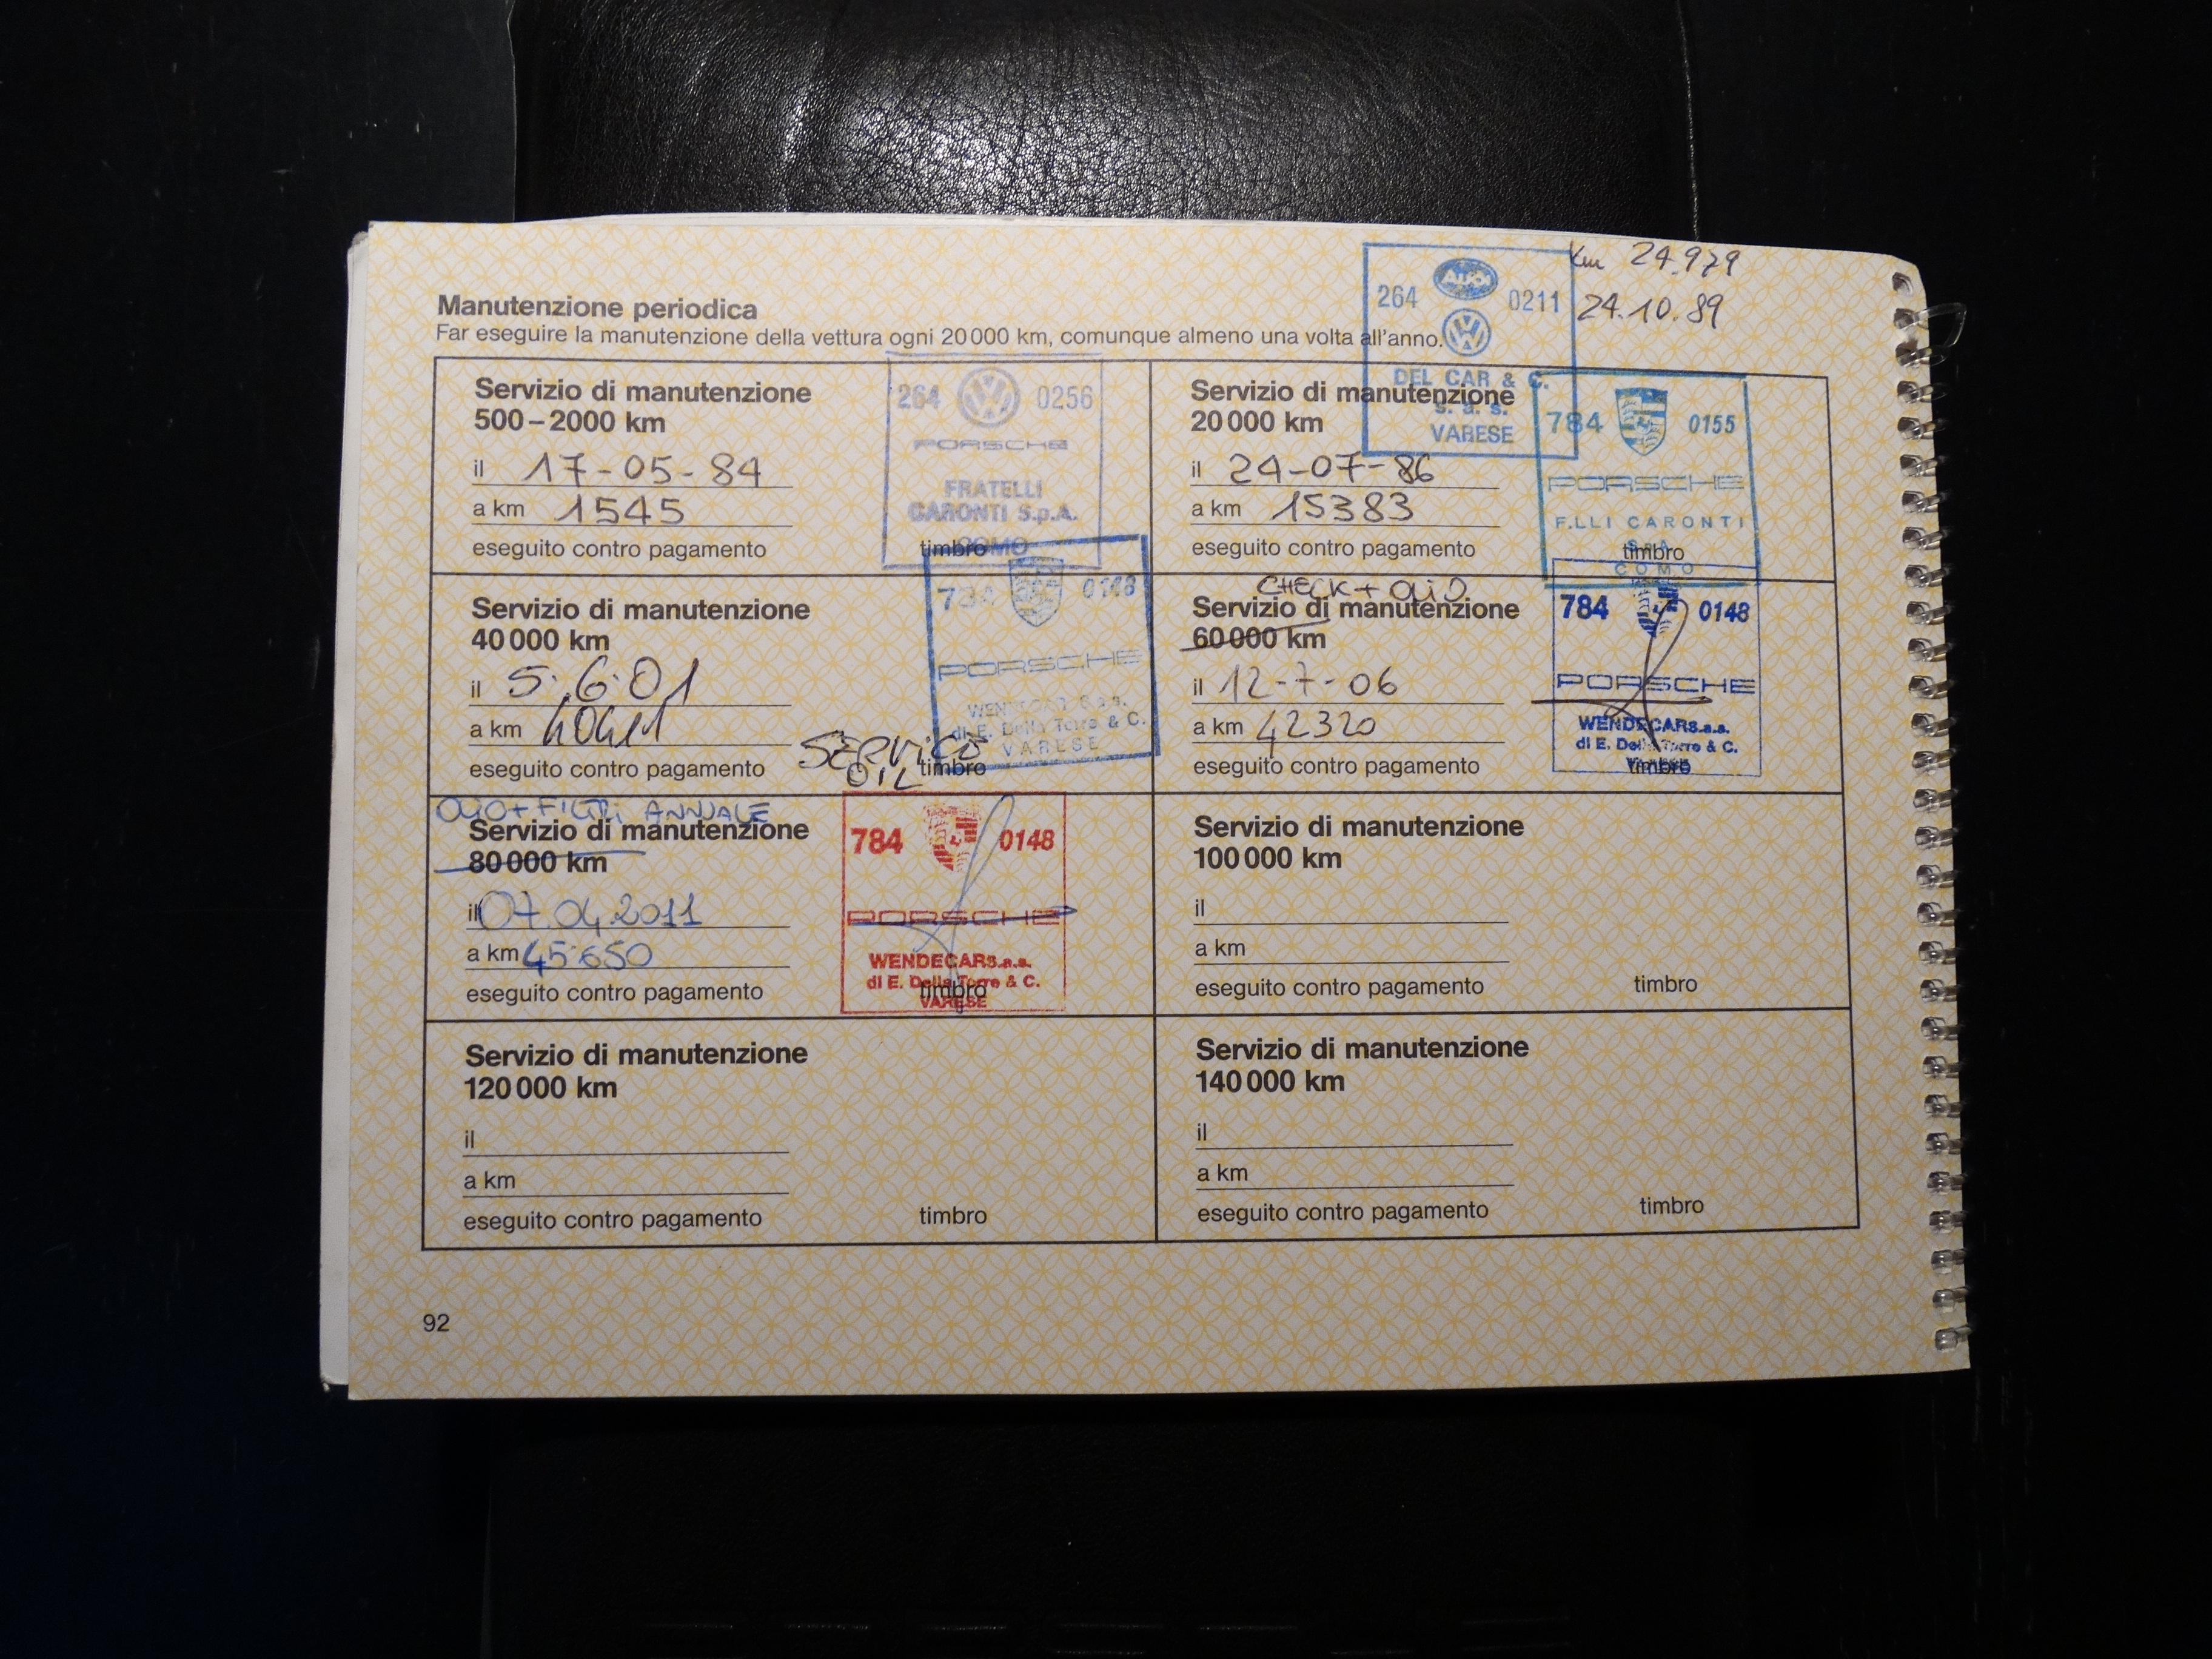 Km 24.979
24.10.89
264 Audi 0211
DEL CAR & C.
s. a. s.
VARESE
Manutenzione periodica
Far eseguire la manutenzione della vettura ogni 20 000 km, comunque almeno una volta all'anno.
Servizio di manutenzione
500–2000 km
il 17-05-84
a km 1545
eseguito contro pagamento
timbro
264 0256
PORSCHE
FRATELLI
CARONTI S.p.A.
COMO
Servizio di manutenzione
20 000 km
il 24-07-86
a km 15383
eseguito contro pagamento
timbro
784 0155
PORSCHE
F.LLI CARONTI
S.p.A.
COMO
Servizio di manutenzione
40 000 km
il 5.6.01
a km 40411
eseguito contro pagamento
SERVICE
OIL
timbro
784 0148
PORSCHE
WENDECAR S.a.s.
di E. Della Torre & C.
VARESE
CHECK + OLIO
Servizio di manutenzione
60 000 km
il 12-7-06
a km 42320
eseguito contro pagamento
timbro
784 0148
PORSCHE
WENDECAR S.a.s.
di E. Della Torre & C.
VARESE
OLIO + FILTRI ANNUALE
Servizio di manutenzione
80 000 km
il 07.04.2011
a km 45.650
eseguito contro pagamento
timbro
784 0148
PORSCHE
WENDECAR S.a.s.
di E. Della Torre & C.
VARESE
Servizio di manutenzione
100 000 km
il
a km
eseguito contro pagamento
timbro
Servizio di manutenzione
120 000 km
il
a km
eseguito contro pagamento
timbro
Servizio di manutenzione
140 000 km
il
a km
eseguito contro pagamento
timbro
92